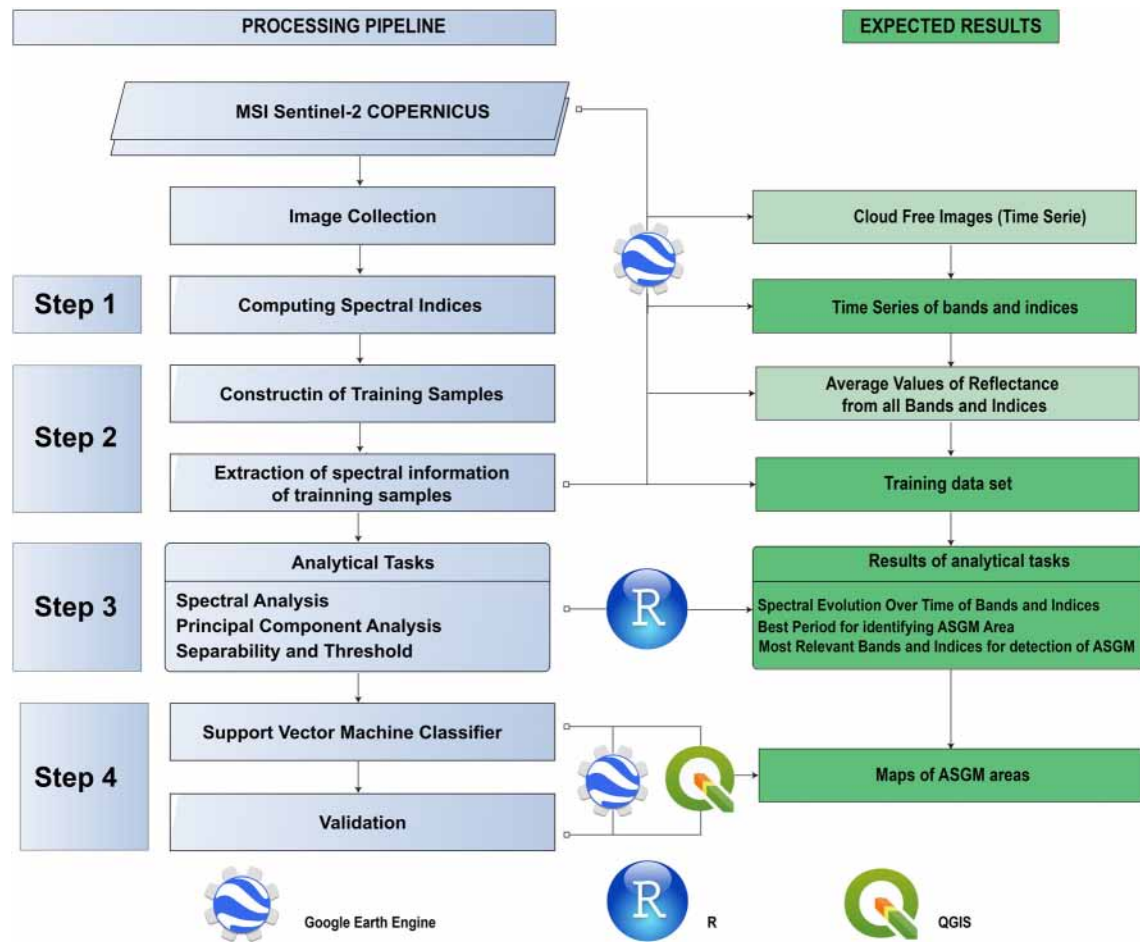 PROCESSING PIPELINE
EXPECTED RESULTS
MSI Sentinel-2 COPERNICUS
Image Collection
Cloud Free Images (Time Serie)
Step 1
Computing Spectral Indices
Time Series of bands and indices
Step 2
Constructin of Training Samples
Average Values of Reflectance
from all Bands and Indices
Extraction of spectral information
of trainning samples
Training data set
Step 3
Analytical Tasks
Spectral Analysis
Principal Component Analysis
Separability and Threshold
R
Results of analytical tasks
Spectral Evolution Over Time of Bands and Indices
Best Period for identifying ASGM Area
Most Relevant Bands and Indices for detection of ASGM
Step 4
Support Vector Machine Classifier
Validation
Maps of ASGM areas
Google Earth Engine
R
R
QGIS